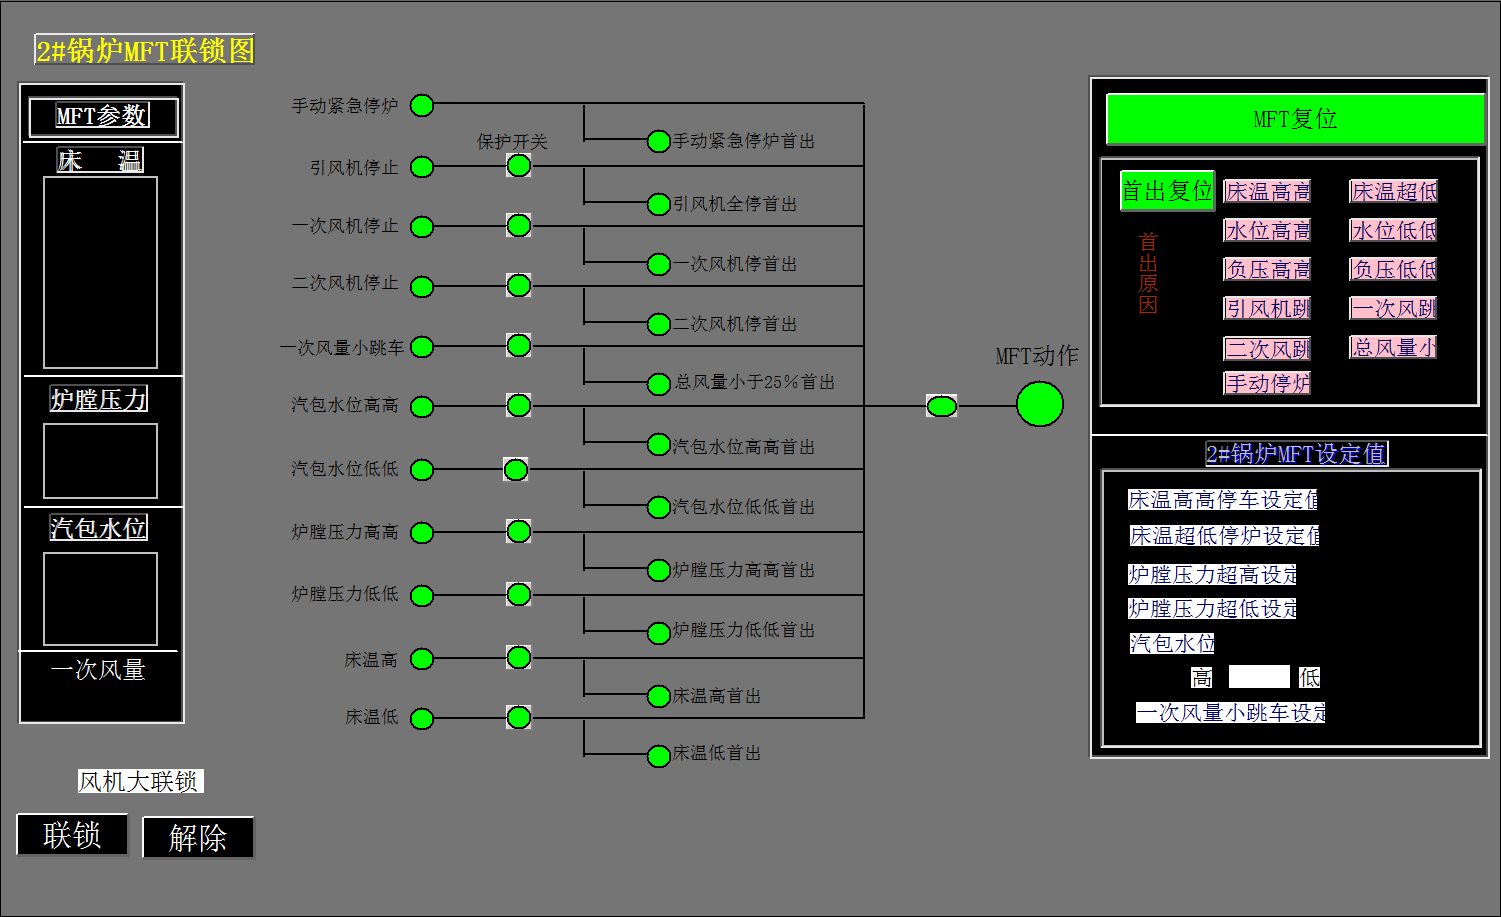 2#锅炉MFT联锁图
MFT参数
床 温
炉膛压力
汽包水位
一次风量
风机大联锁
联锁
解除
手动紧急停炉
手动紧急停炉首出
保护开关
引风机停止
引风机全停首出
一次风机停止
一次风机停首出
二次风机停止
二次风机停首出
一次风量小跳车
总风量小于25%首出
汽包水位高高
汽包水位高高首出
汽包水位低低
汽包水位低低首出
炉膛压力高高
炉膛压力高高首出
炉膛压力低低
炉膛压力低低首出
床温高
床温高首出
床温低
床温低首出
MFT动作
MFT复位
首出复位
首出原因
床温高高
床温超低
水位高高
水位低低
负压高高
负压低低
引风机跳
一次风跳
二次风跳
总风量小
手动停炉
2#锅炉MFT设定值
床温高高停车设定值
床温超低停炉设定值
炉膛压力超高设定
炉膛压力超低设定
汽包水位
高 低
一次风量小跳车设定